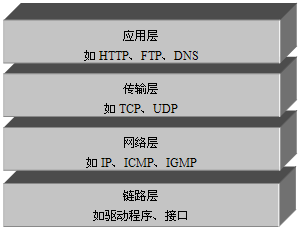 应用层
如 HTTP、FTP、DNS
传输层
如 TCP、UDP
网络层
如 IP、ICMP、IGMP
链路层
如驱动程序、接口